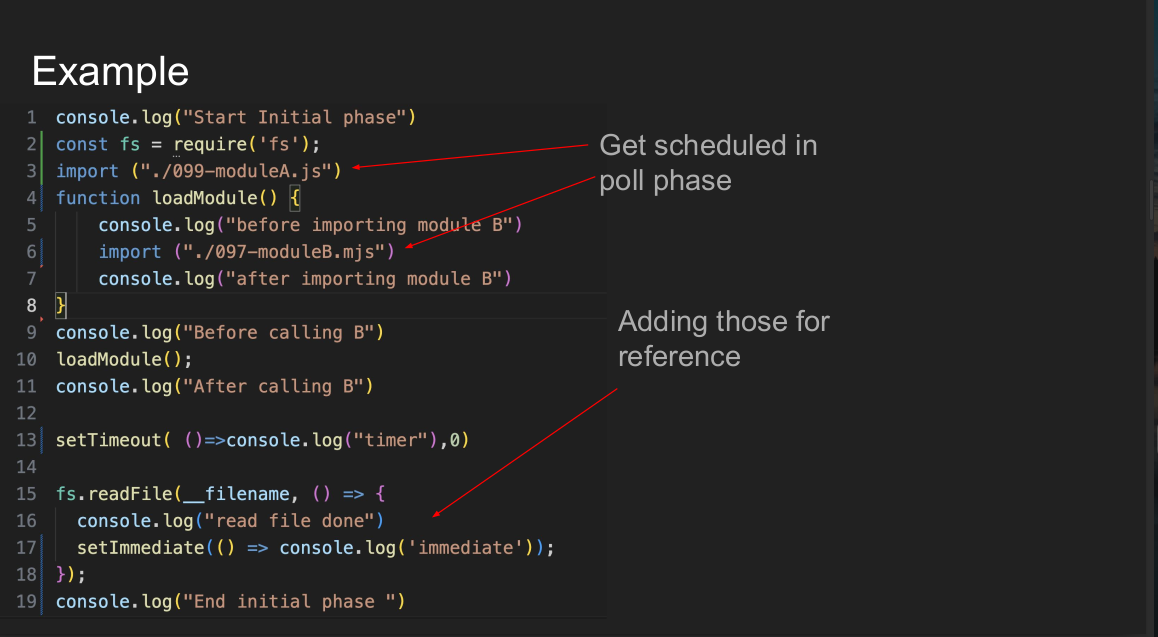 Example
1 console.log("Start Initial phase")
2 const fs = require('fs');
3 import ("./099-moduleA.js")
4 function loadModule() {
5 console.log("before importing module B")
6 import ("./097-moduleB.mjs")
7 console.log("after importing module B")
8 }
9 console.log("Before calling B")
10 loadModule();
11 console.log("After calling B")
12
13 setTimeout( ()=>console.log("timer"),0)
14
15 fs.readFile(__filename, () => {
16 console.log("read file done")
17 setImmediate(() => console.log('immediate'));
18 });
19 console.log("End initial phase ")
Get scheduled in
poll phase
Adding those for
reference